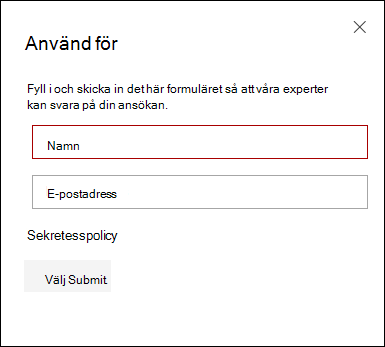 Använd för
Fyll i och skicka in det här formuläret så att våra experter
kan svara på din ansökan.
Namn
E-postadress
Sekretesspolicy
Välj Submit.